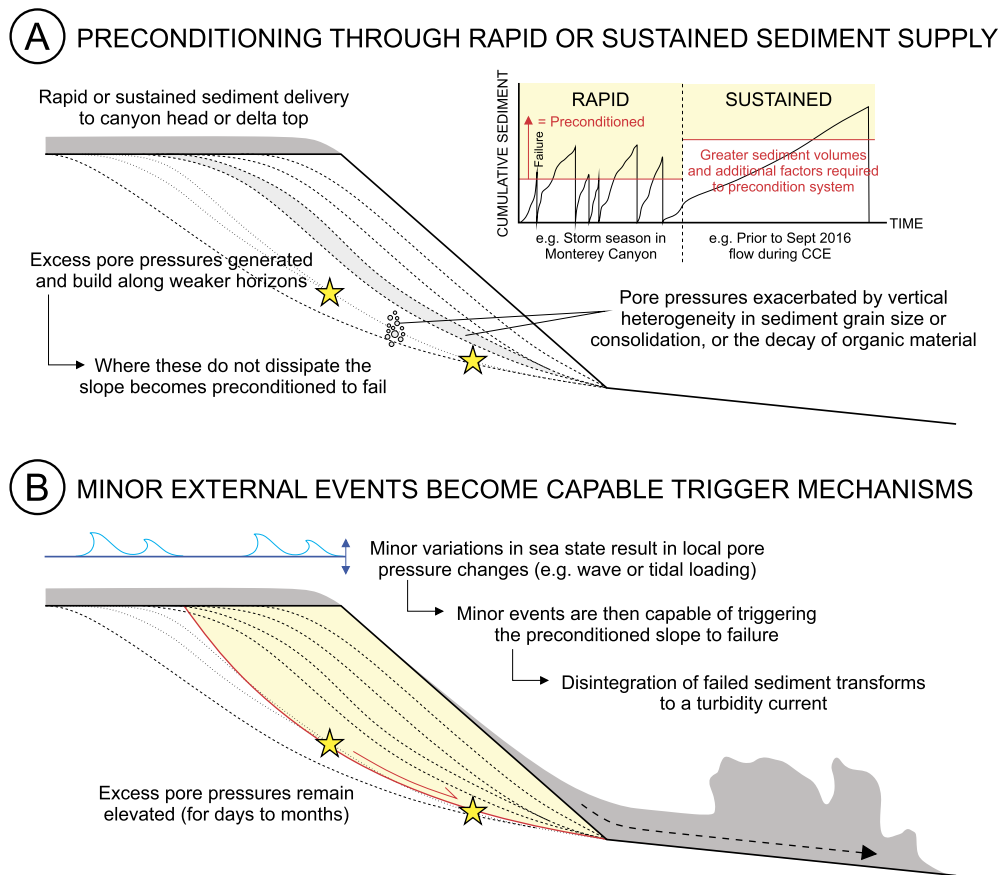 A
PRECONDITIONING THROUGH RAPID OR SUSTAINED SEDIMENT SUPPLY
Rapid or sustained sediment delivery
to canyon head or delta top
CUMULATIVE SEDIMENT
RAPID
SUSTAINED
= Preconditioned
Failure
Greater sediment volumes
and additional factors required
to precondition system
TIME
e.g. Storm season in
Monterey Canyon
e.g. Prior to Sept 2016
flow during CCE
Excess pore pressures generated
and build along weaker horizons
Pore pressures exacerbated by vertical
heterogeneity in sediment grain size or
consolidation, or the decay of organic material
Where these do not dissipate the
slope becomes preconditioned to fail
B
MINOR EXTERNAL EVENTS BECOME CAPABLE TRIGGER MECHANISMS
Minor variations in sea state result in local pore
pressure changes (e.g. wave or tidal loading)
Minor events are then capable of triggering
the preconditioned slope to failure
Disintegration of failed sediment transforms
to a turbidity current
Excess pore pressures remain
elevated (for days to months)